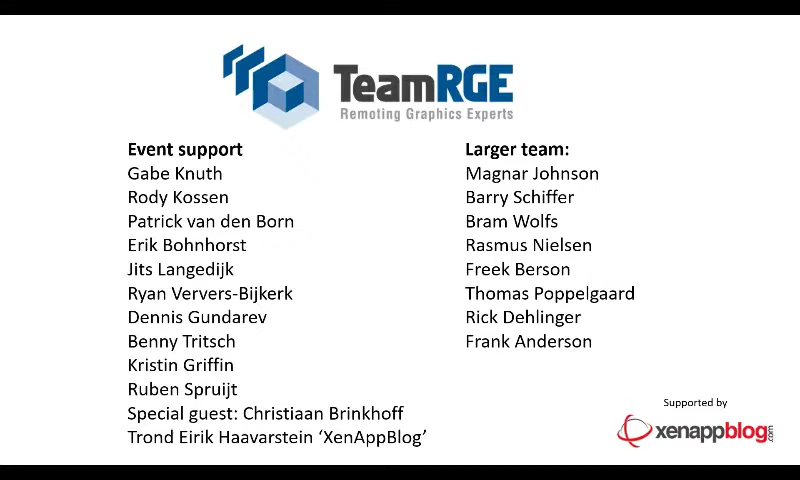 TeamRGE
Remoting Graphics Experts
Event support
Gabe Knuth
Rody Kossen
Patrick van den Born
Erik Bohnhorst
Jits Langedijk
Ryan Ververs-Bijkerk
Dennis Gundarev
Benny Tritsch
Kristin Griffin
Ruben Spruijt
Special guest: Christiaan Brinkhoff
Trond Eirik Haavarstein ‘XenAppBlog’
Larger team:
Magnar Johnson
Barry Schiffer
Bram Wolfs
Rasmus Nielsen
Freek Berson
Thomas Poppelgaard
Rick Dehlinger
Frank Anderson
Supported by
xenappblog.com